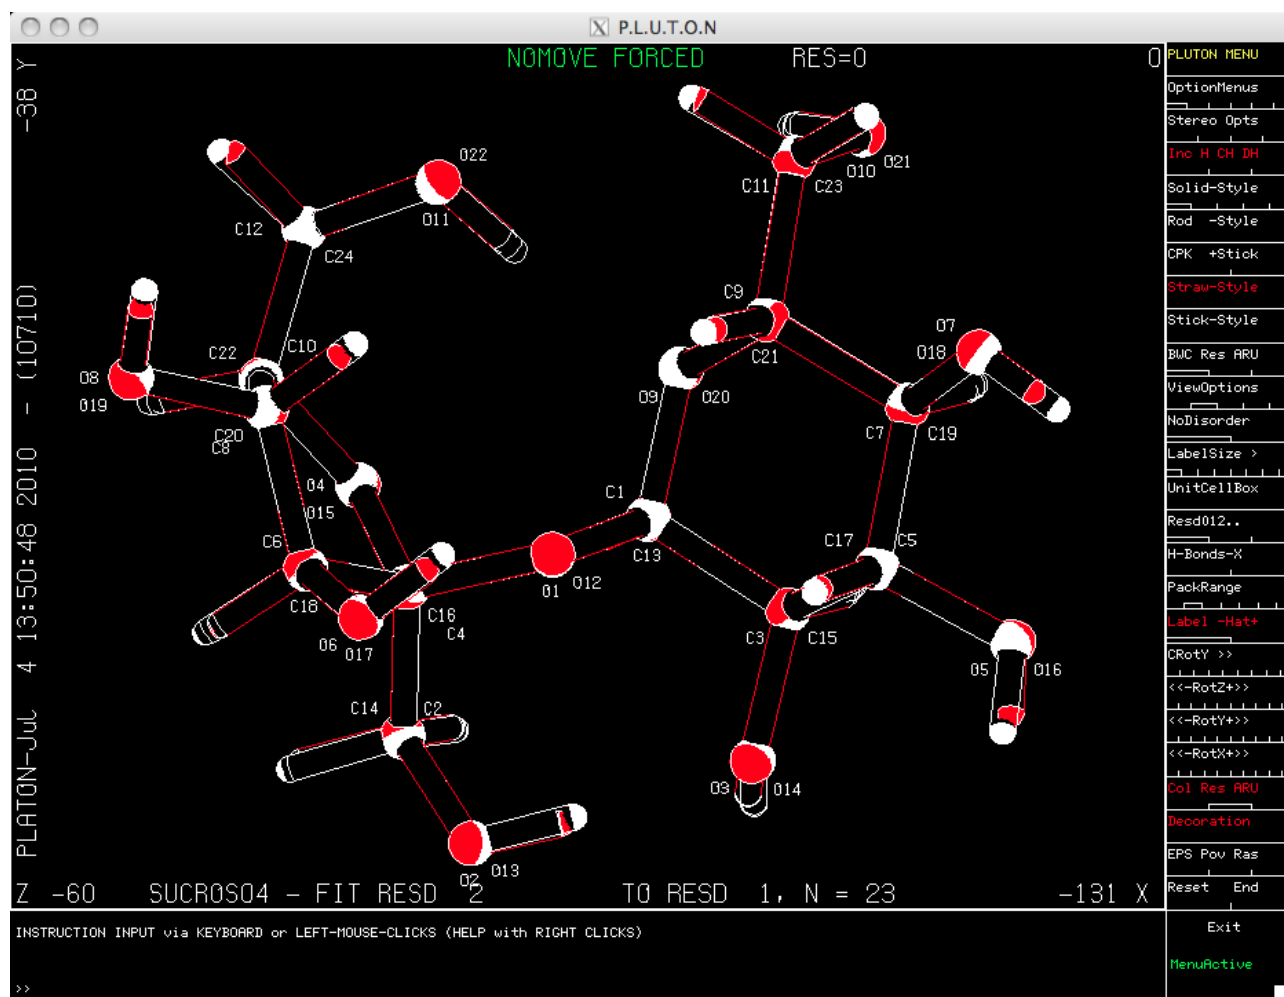 P.L.U.T.O.N
NOMOVE FORCED RES=0 0
-38 Y
PLATON-Jul 4 13:50:48 2010 - (10710)
O22
O11
C12
C24
O21
O10
C11
C23
C9
C21
O7
O18
C22
C10
O8
O19
C20
C8
O9
O20
C7
C19
O4
O15
C1
C13
C6
C18
C17
C5
O1
O12
C16
C4
O6
O17
C3
C15
O5
O16
C14
C2
O3
O14
O13
O2
Z -60 SUCROSO4 - FIT RESD 2 TO RESD 1, N = 23 -131 X
PLUTON MENU
OptionMenus
Stereo Opts
Inc H CH DH
Solid-Style
Rod -Style
CPK +Stick
Straw-Style
Stick-Style
BWC Res ARU
ViewOptions
NoDisorder
LabelSize >
UnitCellBox
Resd012..
H-Bonds-X
PackRange
Label -Hat+
CRotY >>
<<-RotZ+>>
<<-RotY+>>
<<-RotX+>>
Col Res ARU
Decoration
EPS Pov Ras
Reset End
Exit
MenuActive
INSTRUCTION INPUT via KEYBOARD or LEFT-MOUSE-CLICKS (HELP with RIGHT CLICKS)
>>